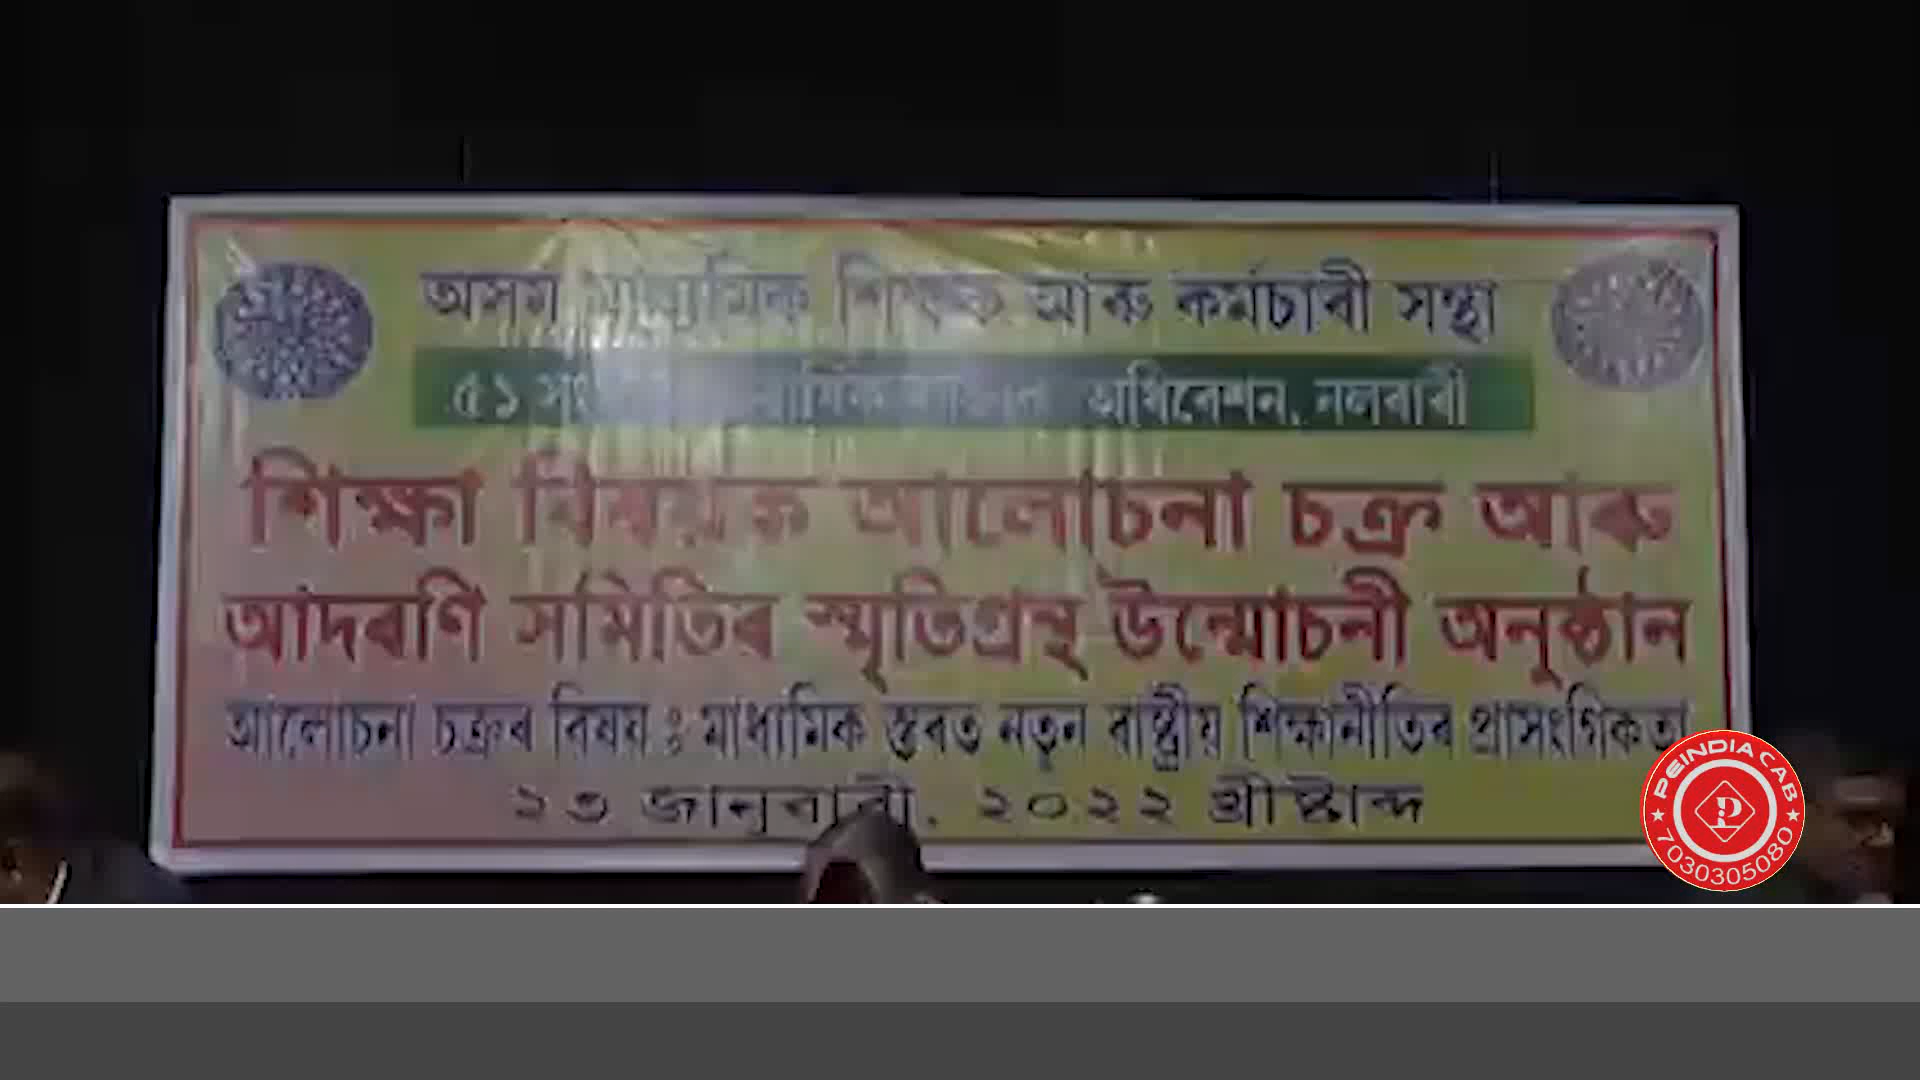 অসম মাধ্যমিক শিক্ষক আৰু কৰ্মচাৰী সন্থা
৫১ অধিবেশন, নলবাৰী
শিক্ষা বিষয়ক আলোচনা চক্ৰ আৰু
আদৰণি সমিতিৰ স্মৃতিগ্ৰন্থ উন্মোচনী অনুষ্ঠান
আলোচনা চক্ৰৰ বিষয় ঃ মাধ্যমিক স্তৰত নতুন ৰাষ্ট্ৰীয় শিক্ষানীতিৰ প্ৰাসংগিকতা
২৩ জানুৱাৰী, ২০২২ খ্ৰীষ্টাব্দ
PEINDIA CAB
7030305080